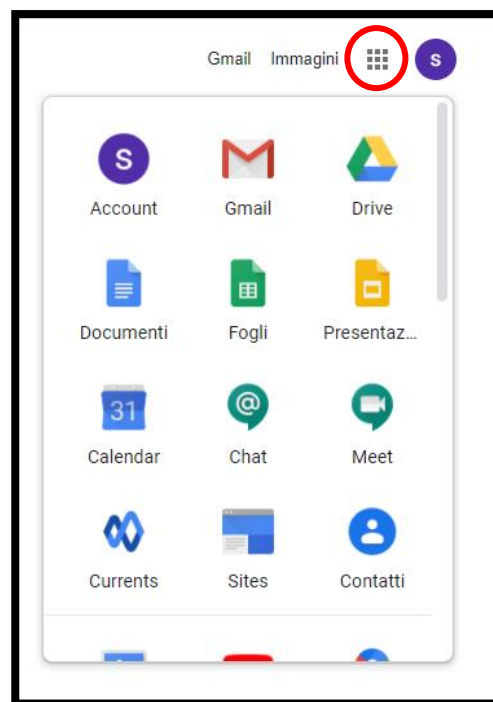 Gmail Immagini S
S
Account Gmail Drive
Documenti Fogli Presentaz...
31 @
Calendar Chat Meet
Currents Sites Contatti